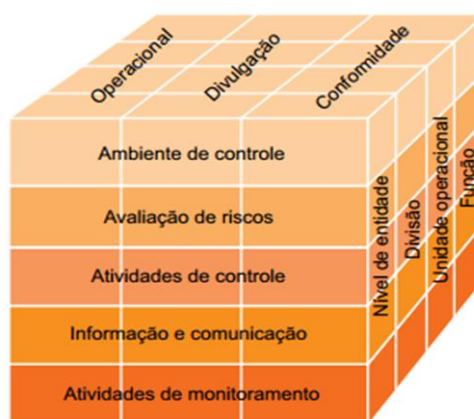 Operacional
Divulgação
Conformidade
Ambiente de controle
Avaliação de riscos
Atividades de controle
Informação e comunicação
Atividades de monitoramento
Nível de entidade
Divisão
Unidade operacional
Função